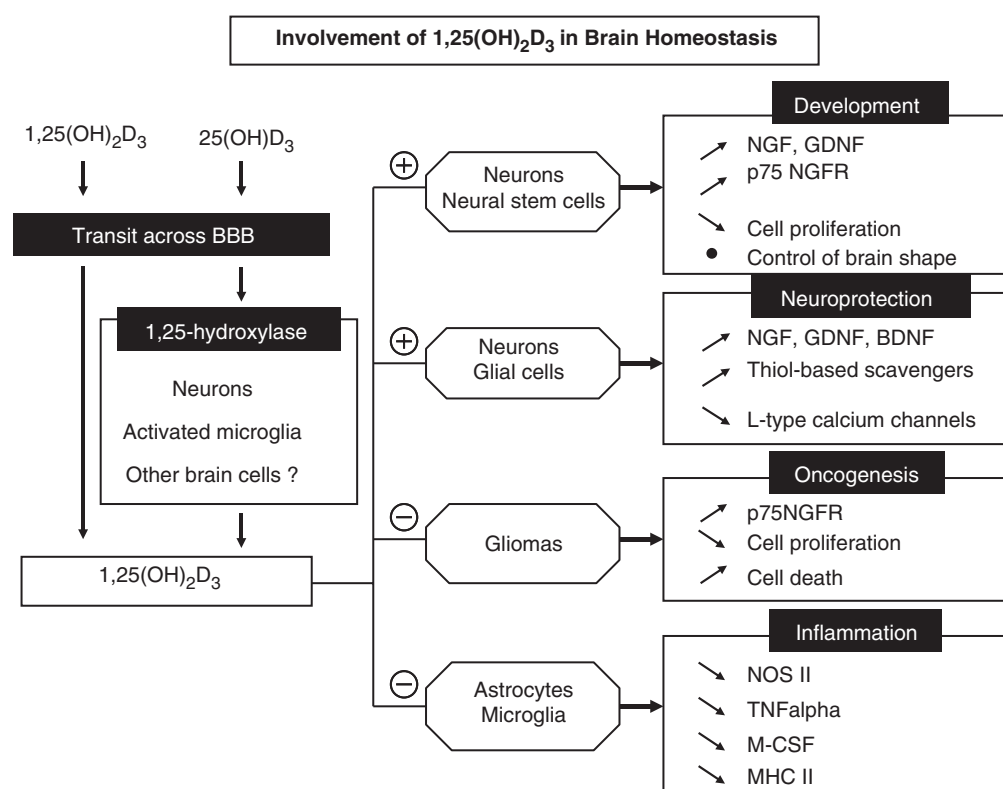 Involvement of 1,25(OH)₂D₃ in Brain Homeostasis
1,25(OH)₂D₃
25(OH)D₃
Transit across BBB
1,25-hydroxylase
Neurons
Activated microglia
Other brain cells ?
1,25(OH)₂D₃
+
Neurons
Neural stem cells
Development
NGF, GDNF
p75 NGFR
Cell proliferation
Control of brain shape
+
Neurons
Glial cells
Neuroprotection
NGF, GDNF, BDNF
Thiol-based scavengers
L-type calcium channels
−
Gliomas
Oncogenesis
p75NGFR
Cell proliferation
Cell death
−
Astrocytes
Microglia
Inflammation
NOS II
TNFalpha
M-CSF
MHC II